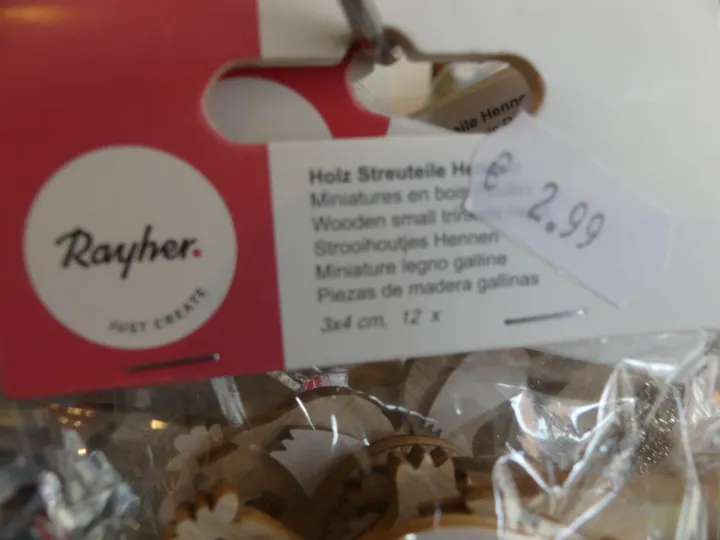 Rayher.
JUST CREATE
Holz Streuteile
Miniatures en bois
Wooden small
Strooihoutjes Hennen
Miniature legno galline
Piezas de madera gallinas
3x4 cm, 12 x
€ 2.99